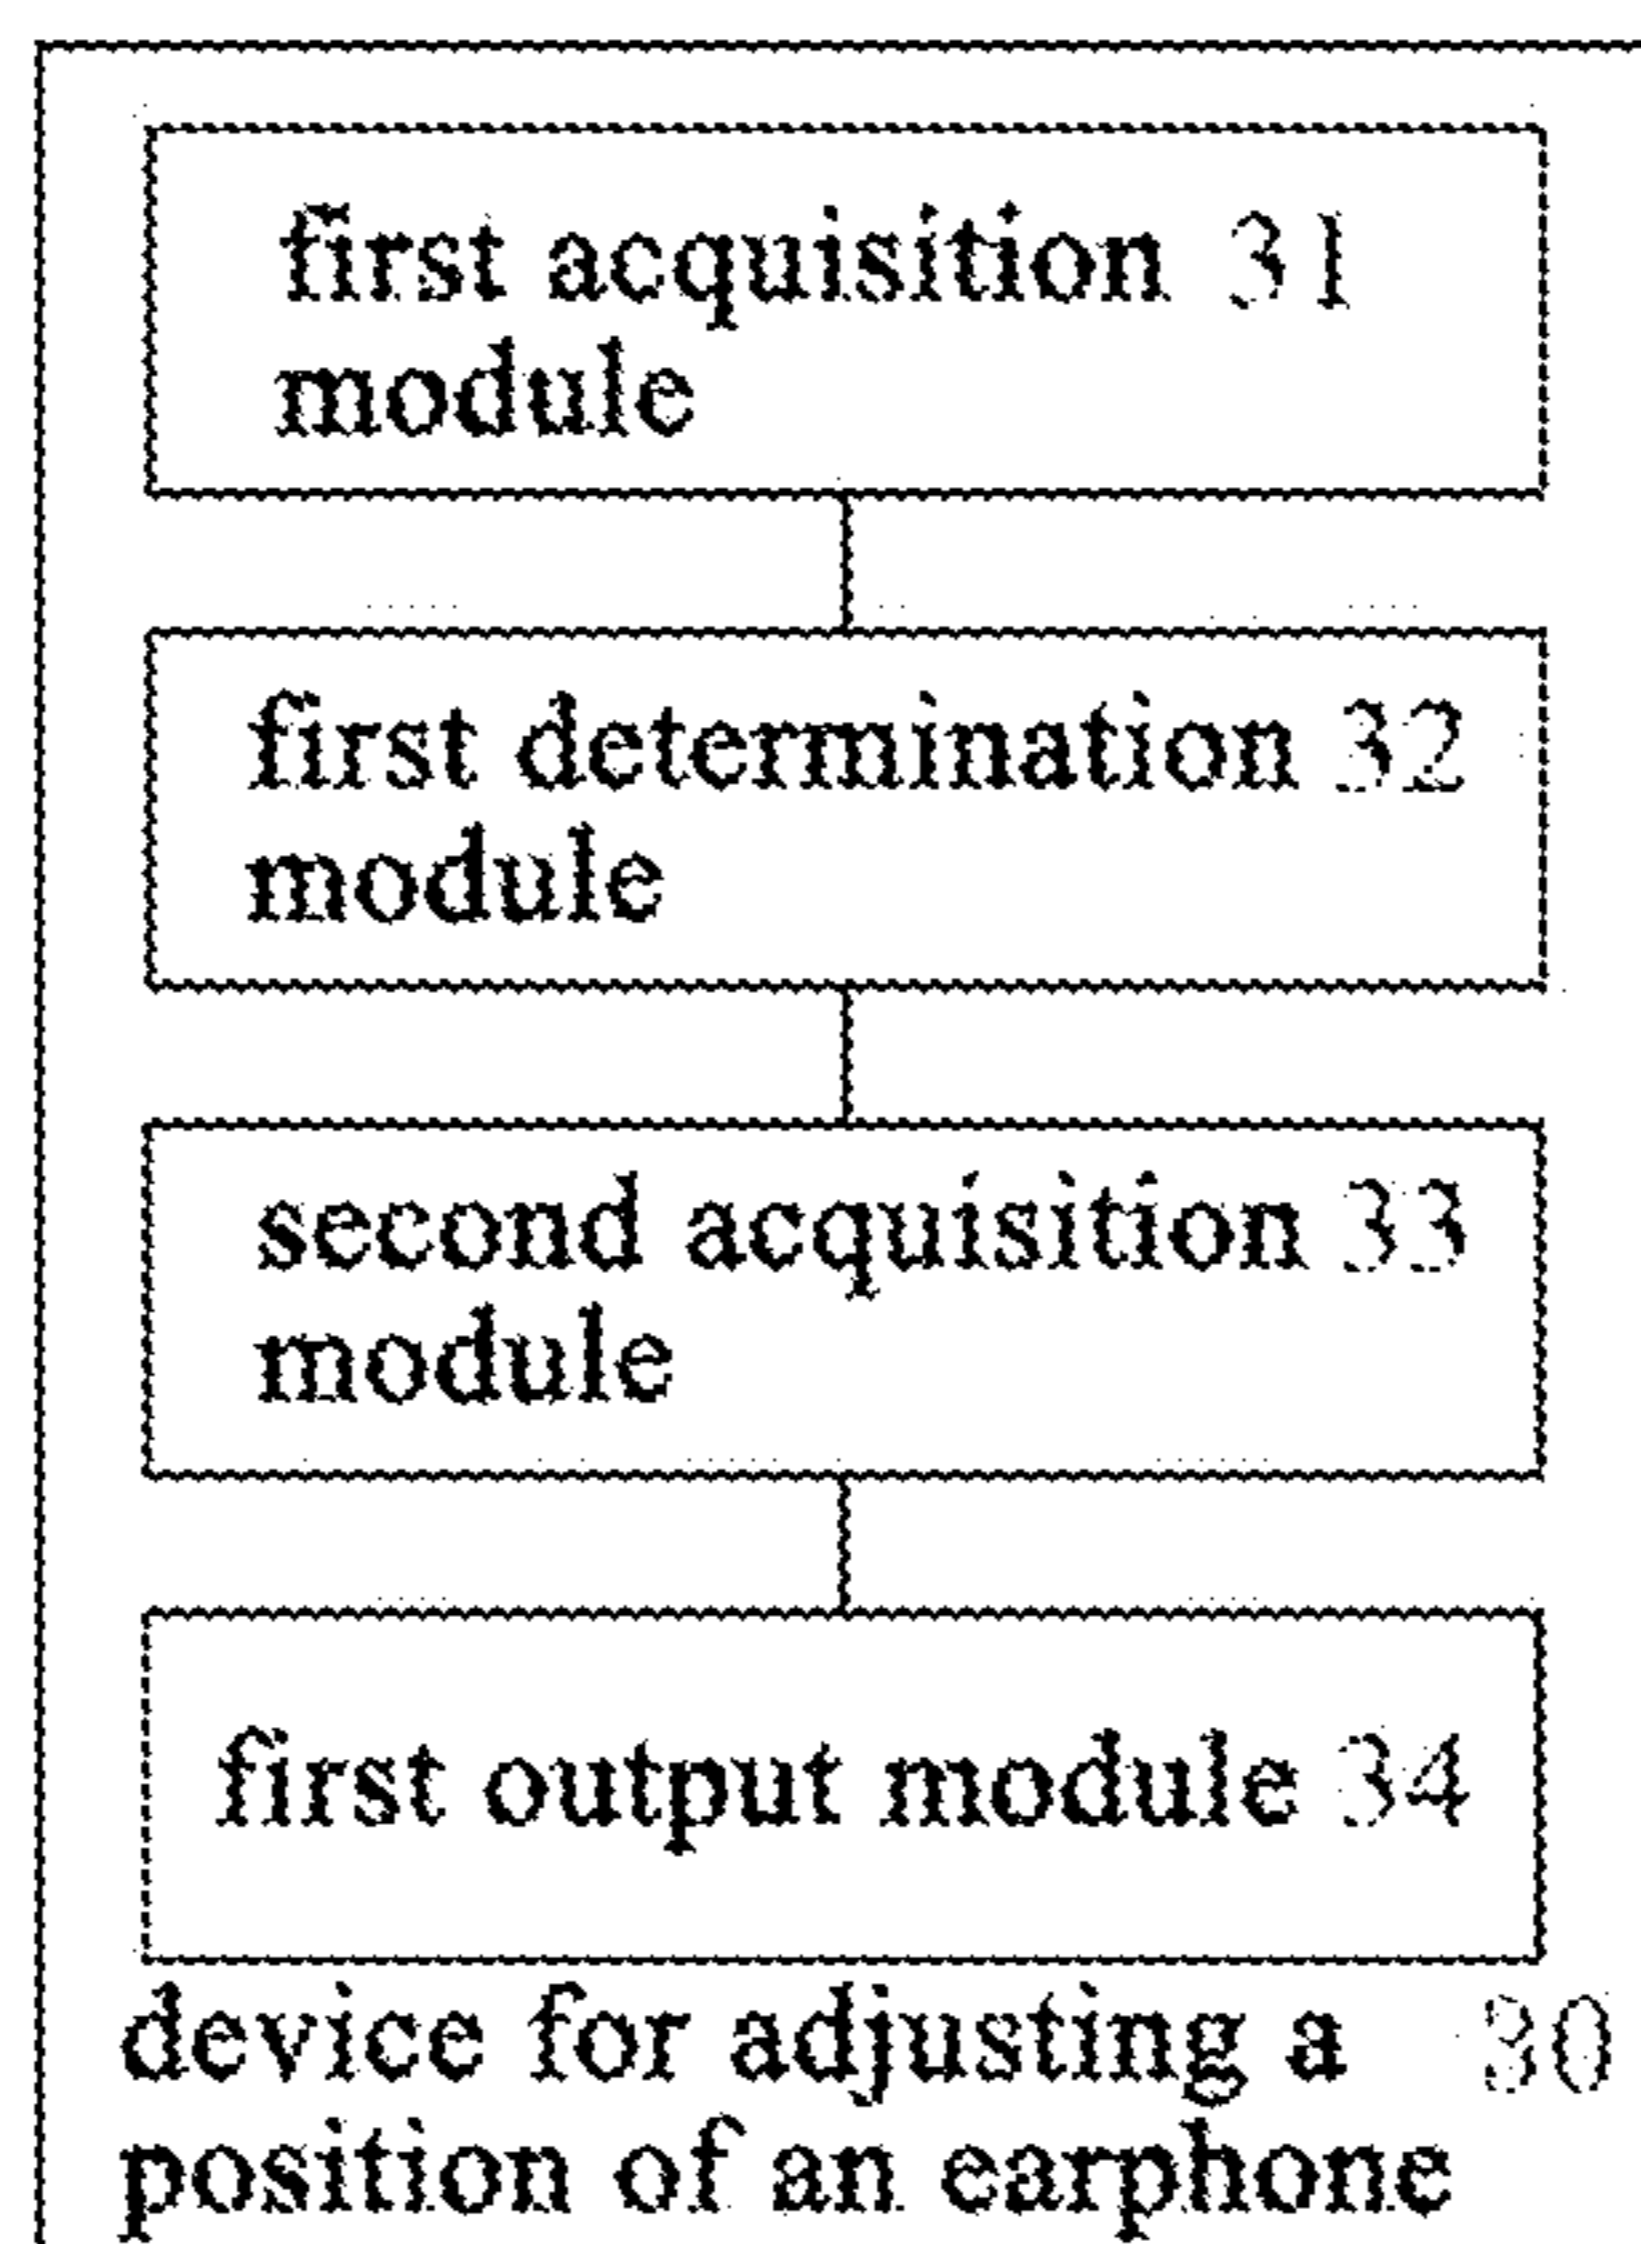 first acquisition 31
module
first determination 32
module
second acquisition 33
module
first output module 34
device for adjusting a 30
position of an earphone